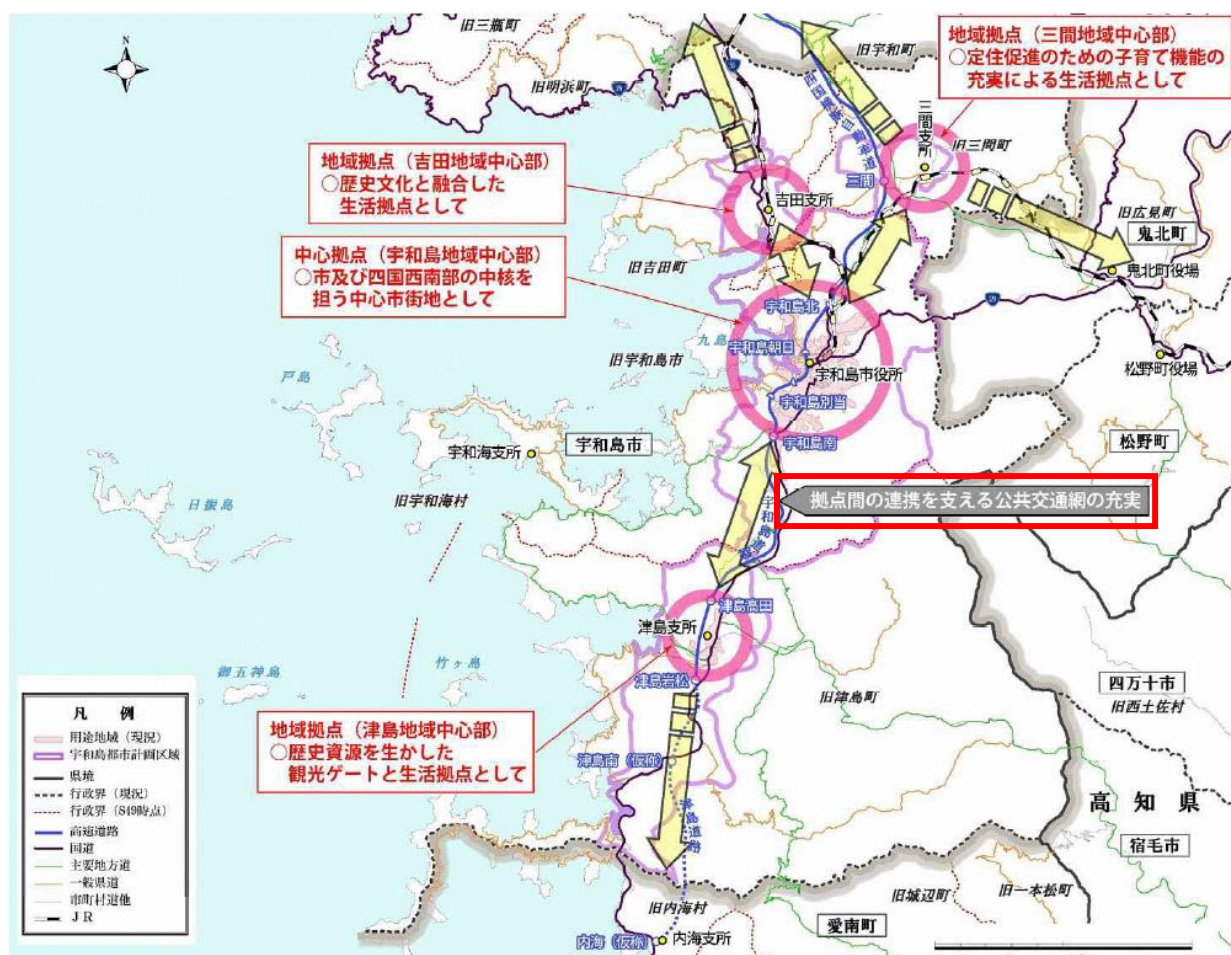 N
旧三瓶町
旧宇和町
旧明浜町
地域拠点（三間地域中心部）
○定住促進のための子育て機能の
充実による生活拠点として
三間支所
旧三間町
三間
地域拠点（吉田地域中心部）
○歴史文化と融合した
生活拠点として
吉田支所
旧広見町
鬼北町
鬼北町役場
中心拠点（宇和島地域中心部）
○市及び四国西南部の中核を
担う中心市街地として
旧吉田町
宇和島北
九島
宇和島朝日
旧宇和島市
宇和島市役所
松野町役場
戸島
宇和島別当
宇和島南
宇和海支所
宇和島市
松野町
日振島
旧宇和海村
拠点間の連携を支える公共交通網の充実
津島高田
津島支所
竹ヶ島
御五神島
津島岩松
旧津島町
四万十市
旧西土佐村
地域拠点（津島地域中心部）
○歴史資源を生かした
観光ゲートと生活拠点として
津島南（仮称）
津島道路
高知県
宿毛市
旧内海村
旧城辺町
旧一本松町
愛南町
内海（仮称）
内海支所
凡例
用途地域（現況）
宇和島都市計画区域
県境
行政界（現況）
行政界（S49時点）
高速道路
国道
主要地方道
一般県道
市町村道他
JR